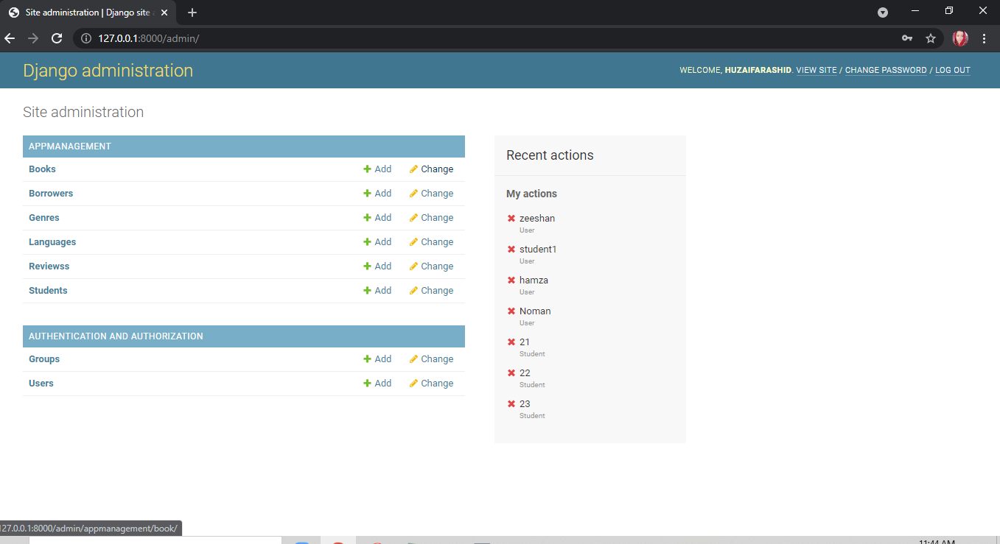 Site administration | Django site a
127.0.0.1:8000/admin/
Django administration
WELCOME, HUZAIFARASHID. VIEW SITE / CHANGE PASSWORD / LOG OUT
Site administration
APPMANAGEMENT
Books Add Change
Borrowers Add Change
Genres Add Change
Languages Add Change
Reviewss Add Change
Students Add Change
AUTHENTICATION AND AUTHORIZATION
Groups Add Change
Users Add Change
Recent actions
My actions
zeeshan
User
student1
User
hamza
User
Noman
User
21
Student
22
Student
23
Student
127.0.0.1:8000/admin/appmanagement/book/
11:44 AM